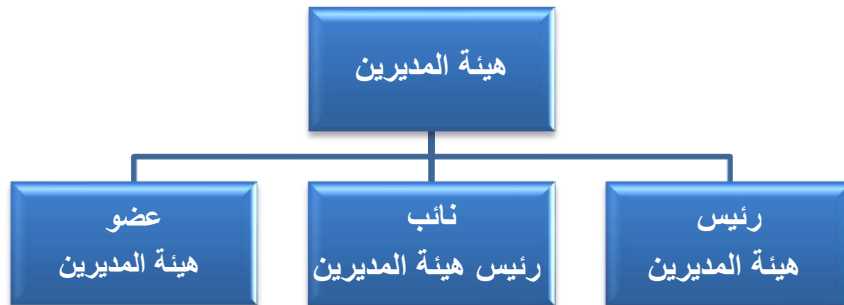 هيئة المديرين
رئيس
هيئة المديرين
نائب
رئيس هيئة المديرين
عضو
هيئة المديرين